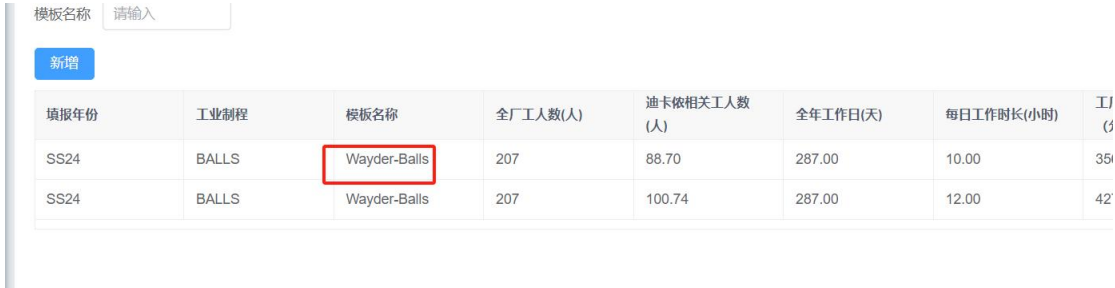 模板名称 请输入
新增
填报年份 工业制程 模板名称 全厂工人数(人) 迪卡侬相关工人数 全年工作日(天) 每日工作时长(小时)
(人)
SS24 BALLS Wayder-Balls 207 88.70 287.00 10.00
SS24 BALLS Wayder-Balls 207 100.74 287.00 12.00